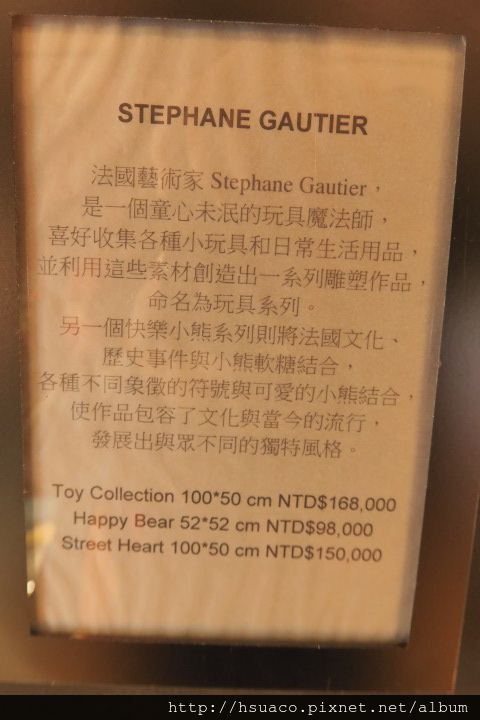 STEPHANE GAUTIER
法國藝術家 Stephane Gautier，
是一個童心未泯的玩具魔法師，
喜好收集各種小玩具和日常生活用品，
並利用這些素材創造出一系列雕塑作品，
命名為玩具系列。
另一個快樂小熊系列則將法國文化、
歷史事件與小熊軟糖結合，
各種不同象徵的符號與可愛的小熊結合，
使作品包容了文化與當今的流行，
發展出與眾不同的獨特風格。
Toy Collection 100*50 cm NTD$168,000
Happy Bear 52*52 cm NTD$98,000
Street Heart 100*50 cm NTD$150,000
http://hsuaco.pixnet.net/album